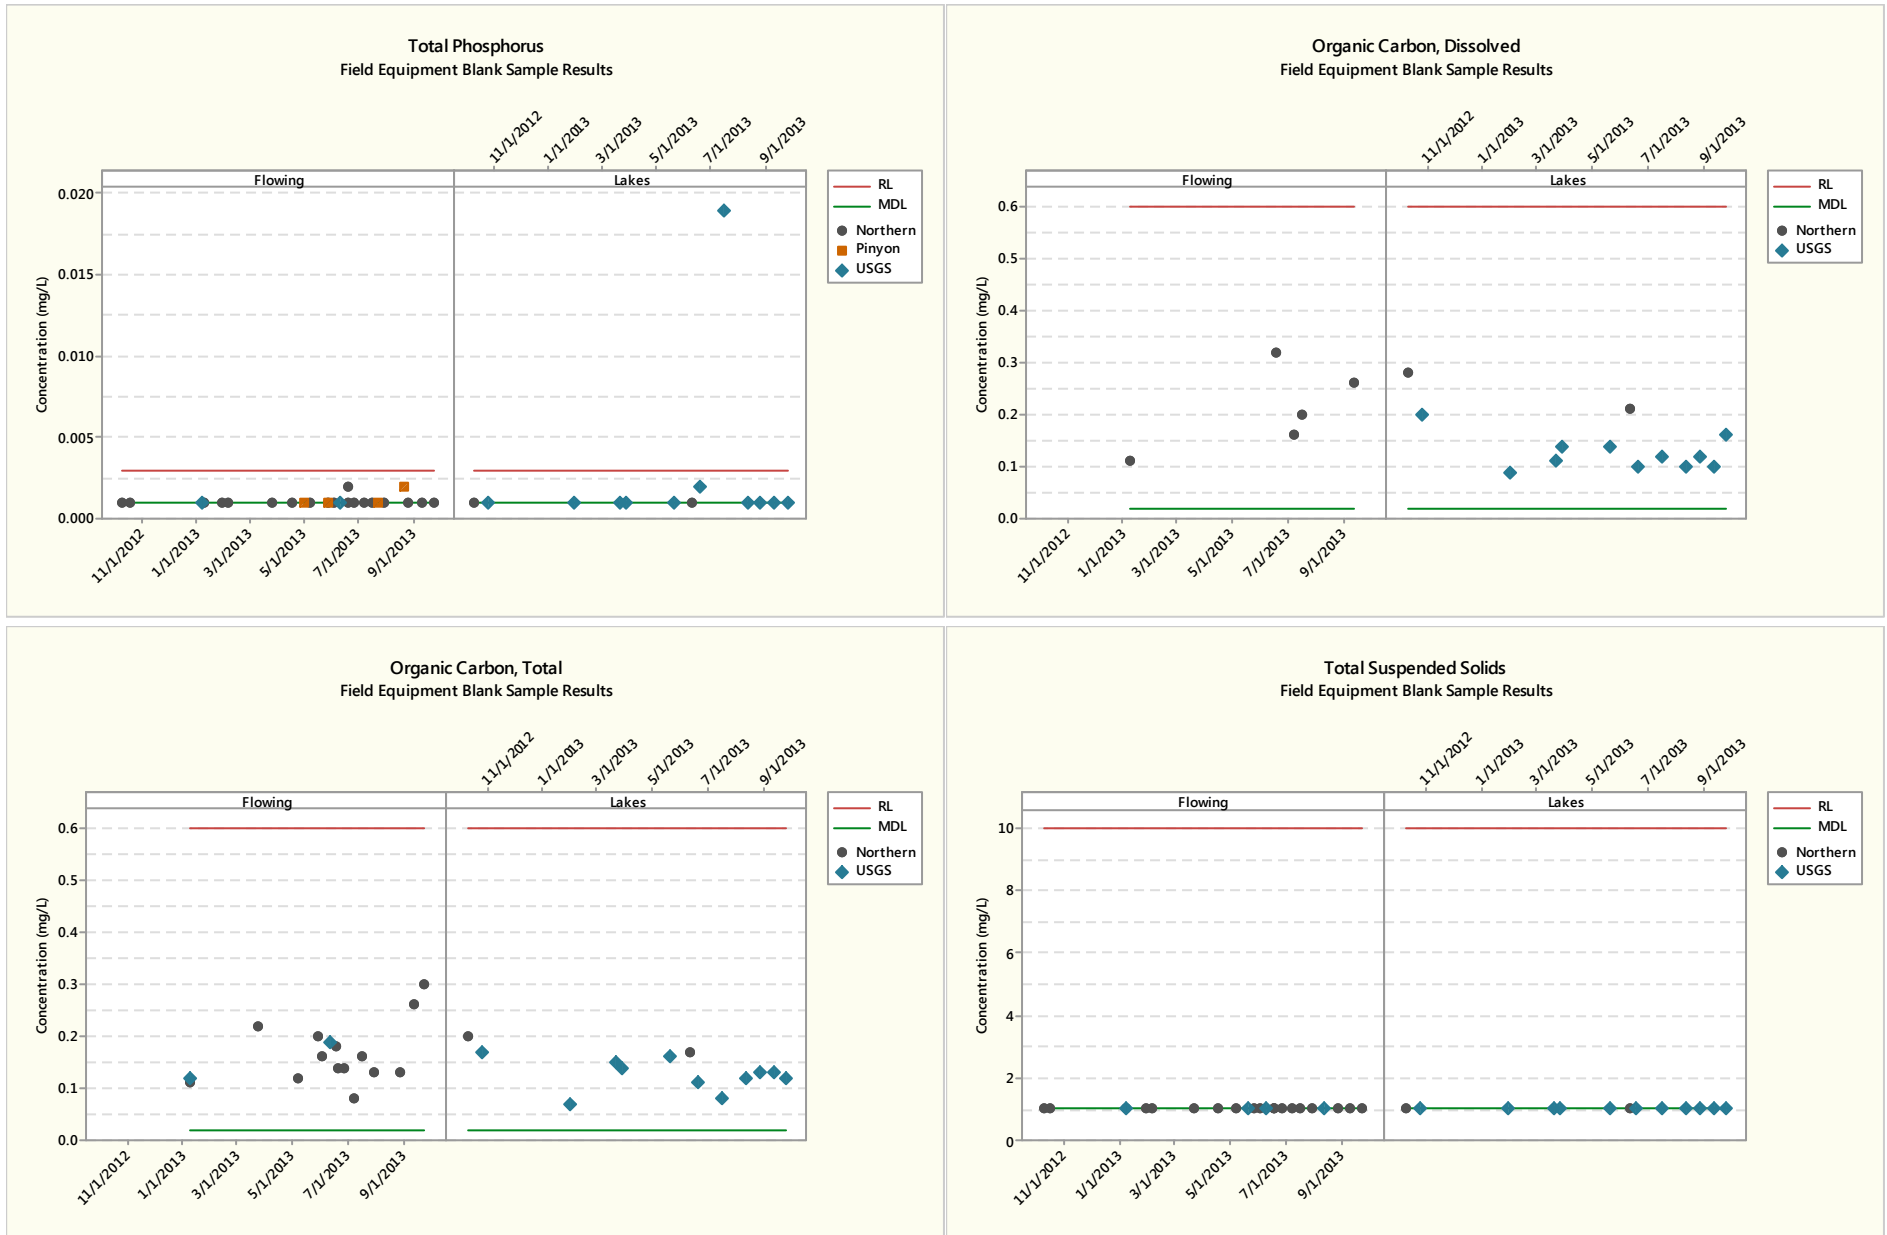 Total Phosphorus
Field Equipment Blank Sample Results
11/1/2012
1/1/2013
3/1/2013
5/1/2013
7/1/2013
9/1/2013
Flowing
Lakes
Concentration (mg/L)
0.020
0.015
0.010
0.005
0.000
11/1/2012
1/1/2013
3/1/2013
5/1/2013
7/1/2013
9/1/2013
RL
MDL
Northern
Pinyon
USGS
Organic Carbon, Dissolved
Field Equipment Blank Sample Results
11/1/2012
1/1/2013
3/1/2013
5/1/2013
7/1/2013
9/1/2013
Flowing
Lakes
Concentration (mg/L)
0.6
0.5
0.4
0.3
0.2
0.1
0.0
11/1/2012
1/1/2013
3/1/2013
5/1/2013
7/1/2013
9/1/2013
RL
MDL
Northern
USGS
Organic Carbon, Total
Field Equipment Blank Sample Results
11/1/2012
1/1/2013
3/1/2013
5/1/2013
7/1/2013
9/1/2013
Flowing
Lakes
Concentration (mg/L)
0.6
0.5
0.4
0.3
0.2
0.1
0.0
11/1/2012
1/1/2013
3/1/2013
5/1/2013
7/1/2013
9/1/2013
RL
MDL
Northern
USGS
Total Suspended Solids
Field Equipment Blank Sample Results
11/1/2012
1/1/2013
3/1/2013
5/1/2013
7/1/2013
9/1/2013
Flowing
Lakes
Concentration (mg/L)
10
8
6
4
2
0
11/1/2012
1/1/2013
3/1/2013
5/1/2013
7/1/2013
9/1/2013
RL
MDL
Northern
USGS